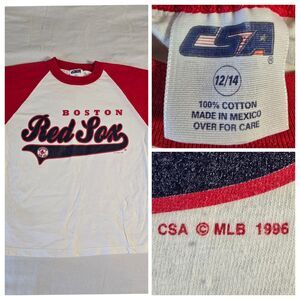 BOSTON
Red Sox
CSA
®
12/14
100% COTTON
MADE IN MEXICO
OVER FOR CARE
CSA © MLB 1996